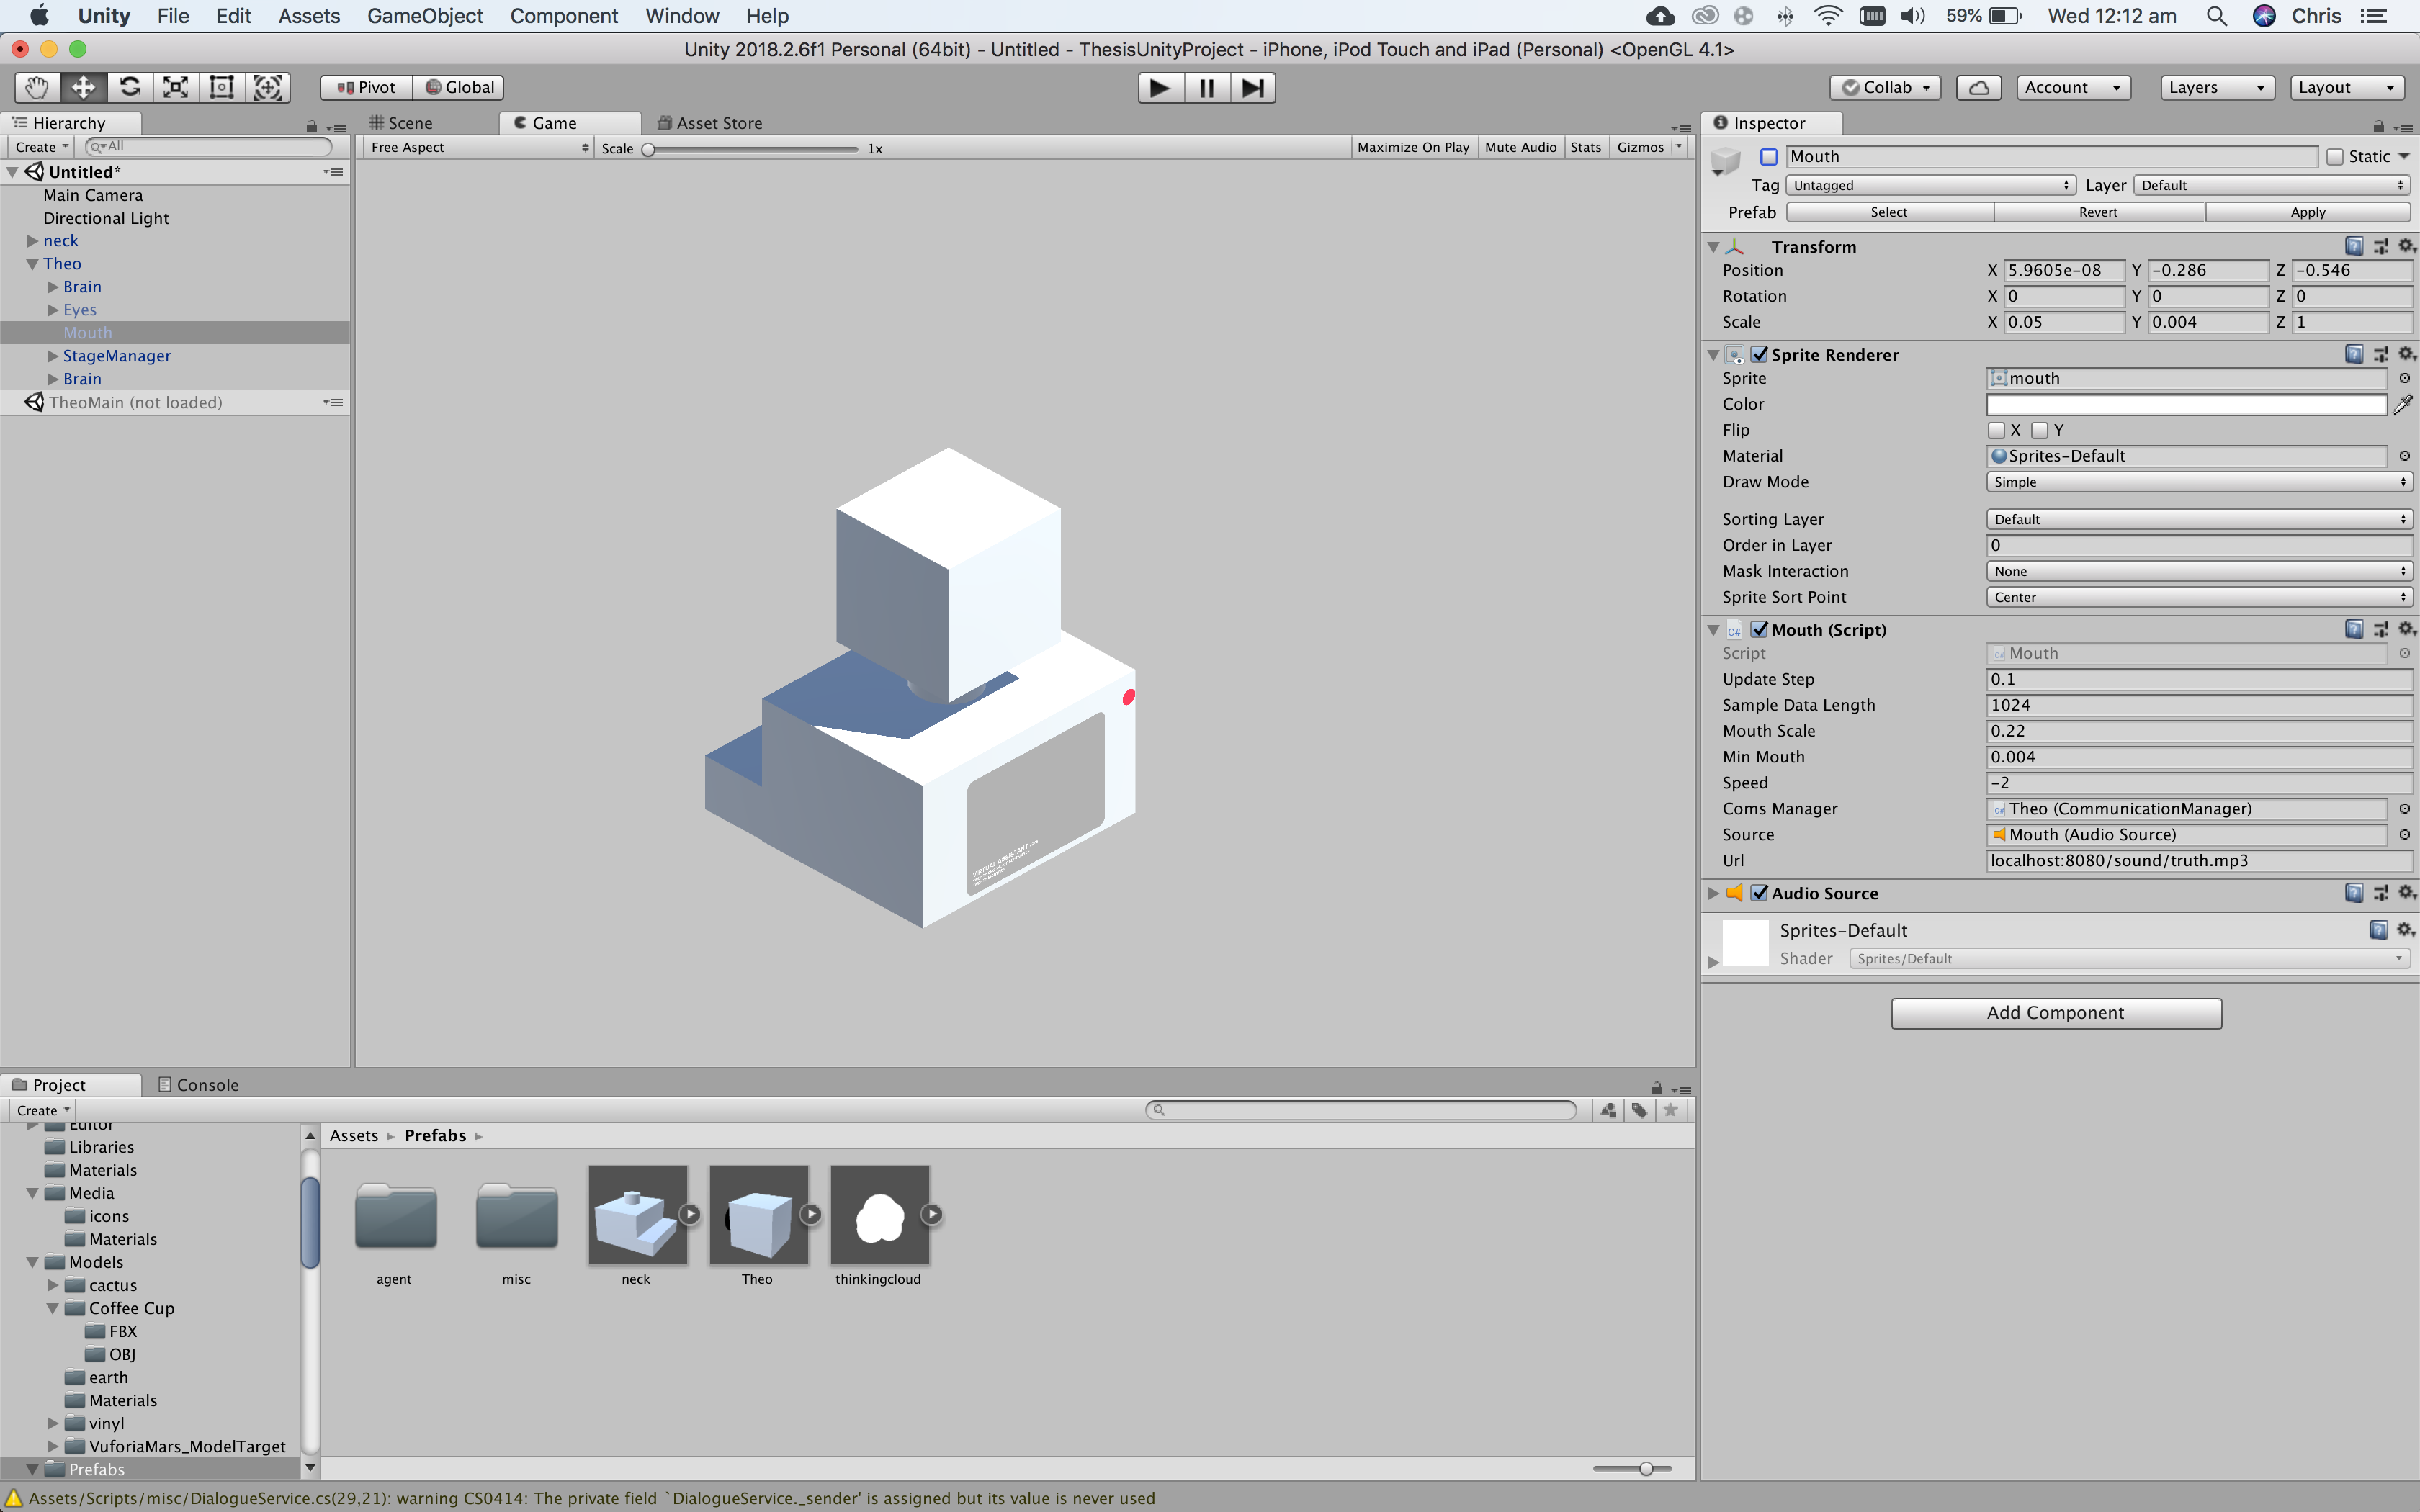 Unity File Edit Assets GameObject Component Window Help 59% Wed 12:12 am Chris
Unity 2018.2.6f1 Personal (64bit) - Untitled - ThesisUnityProject - iPhone, iPod Touch and iPad (Personal) <OpenGL 4.1>
Pivot Global Collab Account Layers Layout
Hierarchy
Create All
Untitled*
Main Camera
Directional Light
neck
Theo
Brain
Eyes
Mouth
StageManager
Brain
TheoMain (not loaded)
Scene Game Asset Store
Free Aspect Scale 1x Maximize On Play Mute Audio Stats Gizmos
VIRTUAL ASSISTANT
Inspector
Mouth Static
Tag Untagged Layer Default
Prefab Select Revert Apply
Transform
Position X 5.9605e-08 Y -0.286 Z -0.546
Rotation X 0 Y 0 Z 0
Scale X 0.05 Y 0.004 Z 1
Sprite Renderer
Sprite mouth
Color
Flip X Y
Material Sprites-Default
Draw Mode Simple
Sorting Layer Default
Order in Layer 0
Mask Interaction None
Sprite Sort Point Center
C# Mouth (Script)
Script Mouth
Update Step 0.1
Sample Data Length 1024
Mouth Scale 0.22
Min Mouth 0.004
Speed -2
Coms Manager Theo (CommunicationManager)
Source Mouth (Audio Source)
Url localhost:8080/sound/truth.mp3
Audio Source
Sprites-Default
Shader Sprites/Default
Add Component
Project Console
Create
Editor
Libraries
Materials
Media
icons
Materials
Models
cactus
Coffee Cup
FBX
OBJ
earth
Materials
vinyl
VuforiaMars_ModelTarget
Prefabs
Assets Prefabs
agent misc neck Theo thinkingcloud
Assets/Scripts/misc/DialogueService.cs(29,21): warning CS0414: The private field `DialogueService._sender' is assigned but its value is never used